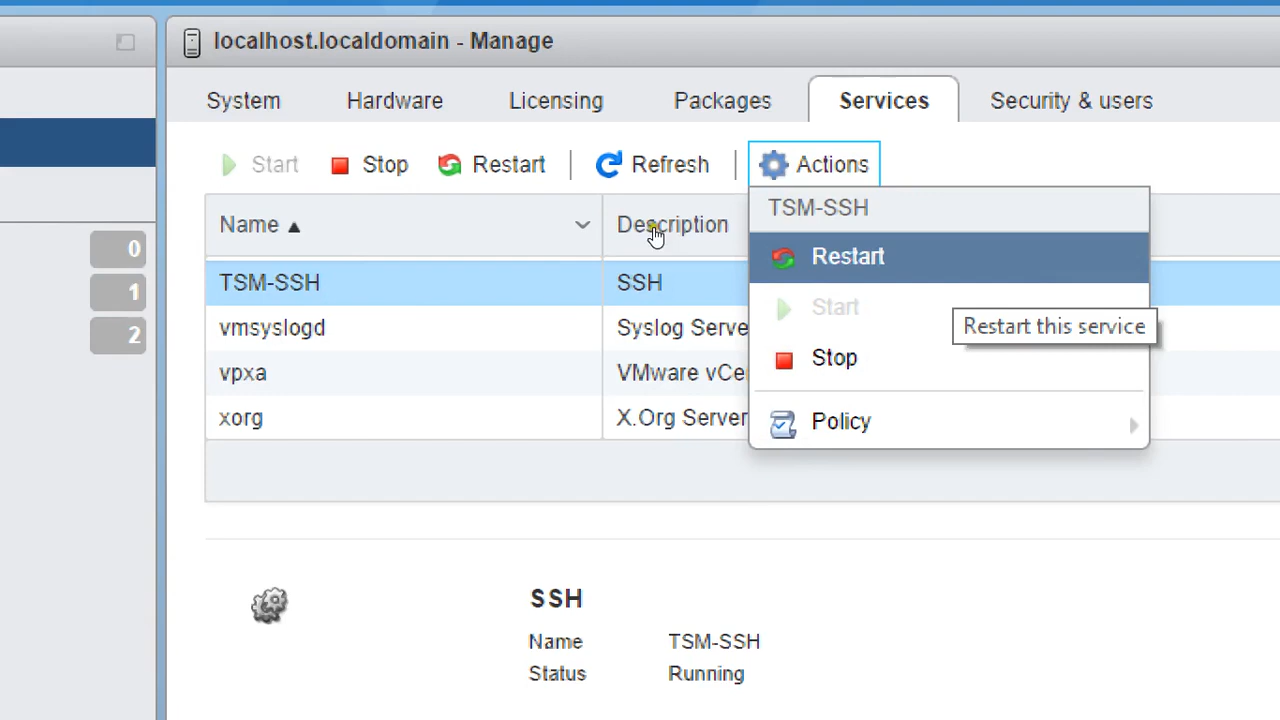 localhost.localdomain - Manage
System Hardware Licensing Packages Services Security & users
Start Stop Restart Refresh Actions
Name Description
TSM-SSH
Restart
Start
Restart this service
Stop
Policy
TSM-SSH SSH
vmsyslogd Syslog Serve
vpxa VMware vCe
xorg X.Org Server
0
1
2
SSH
Name TSM-SSH
Status Running